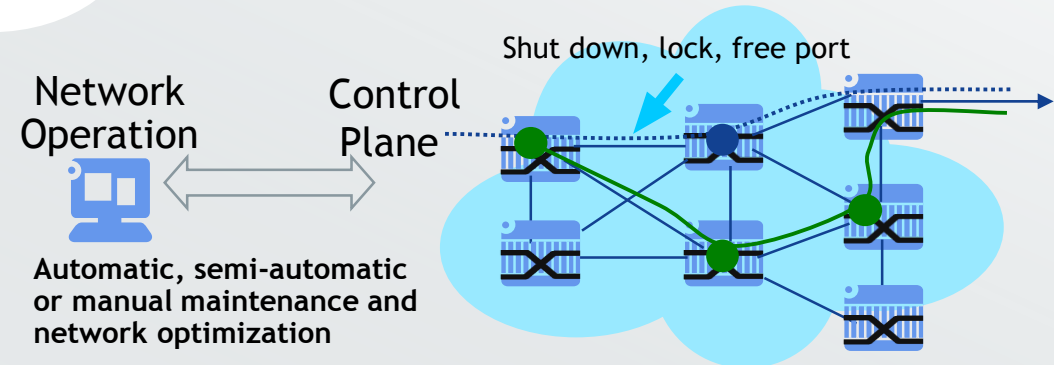 Shut down, lock, free port
Network
Operation
Control
Plane
Automatic, semi-automatic
or manual maintenance and
network optimization